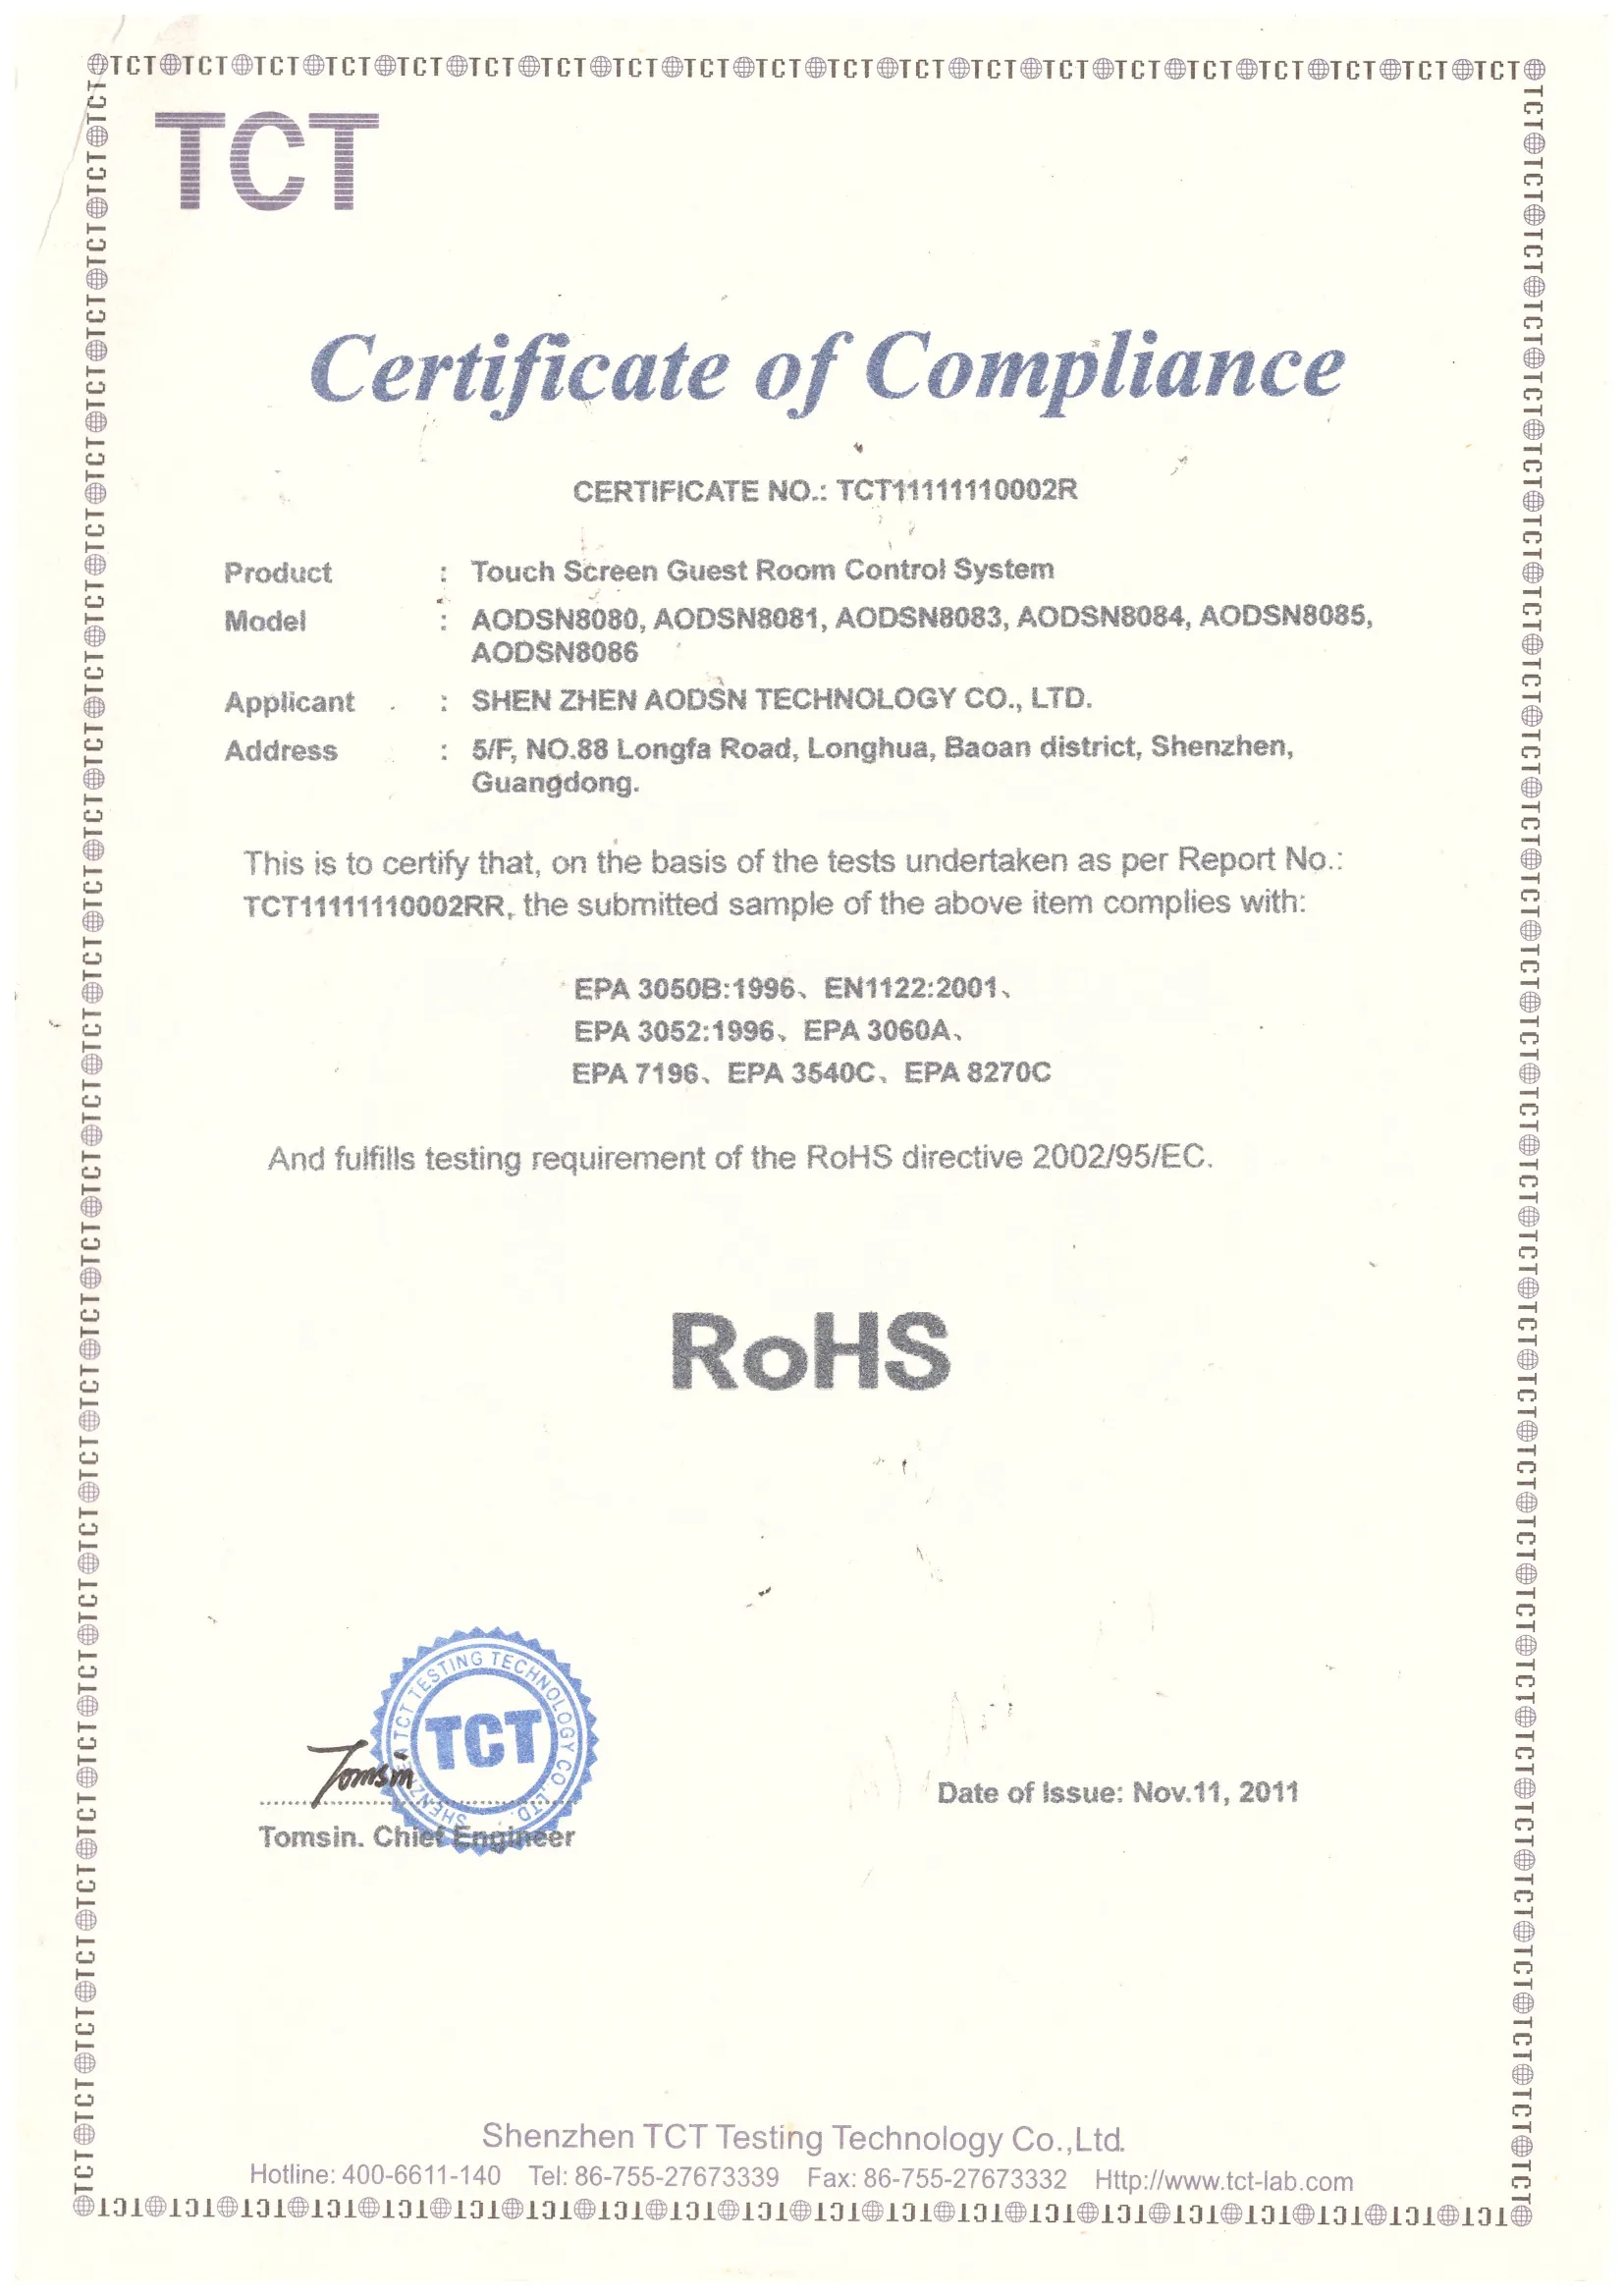 TCT
Certificate of Compliance
CERTIFICATE NO.: TCT11111110002R
Product : Touch Screen Guest Room Control System
Model : AODSN8080, AODSN8081, AODSN8083, AODSN8084, AODSN8085,
AODSN8086
Applicant : SHEN ZHEN AODSN TECHNOLOGY CO., LTD.
Address : 5/F, NO.88 Longfa Road, Longhua, Baoan district, Shenzhen,
Guangdong.
This is to certify that, on the basis of the tests undertaken as per Report No.:
TCT11111110002RR, the submitted sample of the above item complies with:
EPA 3050B:1996、EN1122:2001、
EPA 3052:1996、EPA 3060A、
EPA 7196、EPA 3540C、EPA 8270C
And fulfills testing requirement of the RoHS directive 2002/95/EC.
RoHS
SHENZHEN TCT TESTING TECHNOLOGY CO.,LTD.
TCT
Tomsin
Tomsin. Chief Engineer
Date of Issue: Nov.11, 2011
Shenzhen TCT Testing Technology Co.,Ltd.
Hotline: 400-6611-140 Tel: 86-755-27673339 Fax: 86-755-27673332 Http://www.tct-lab.com